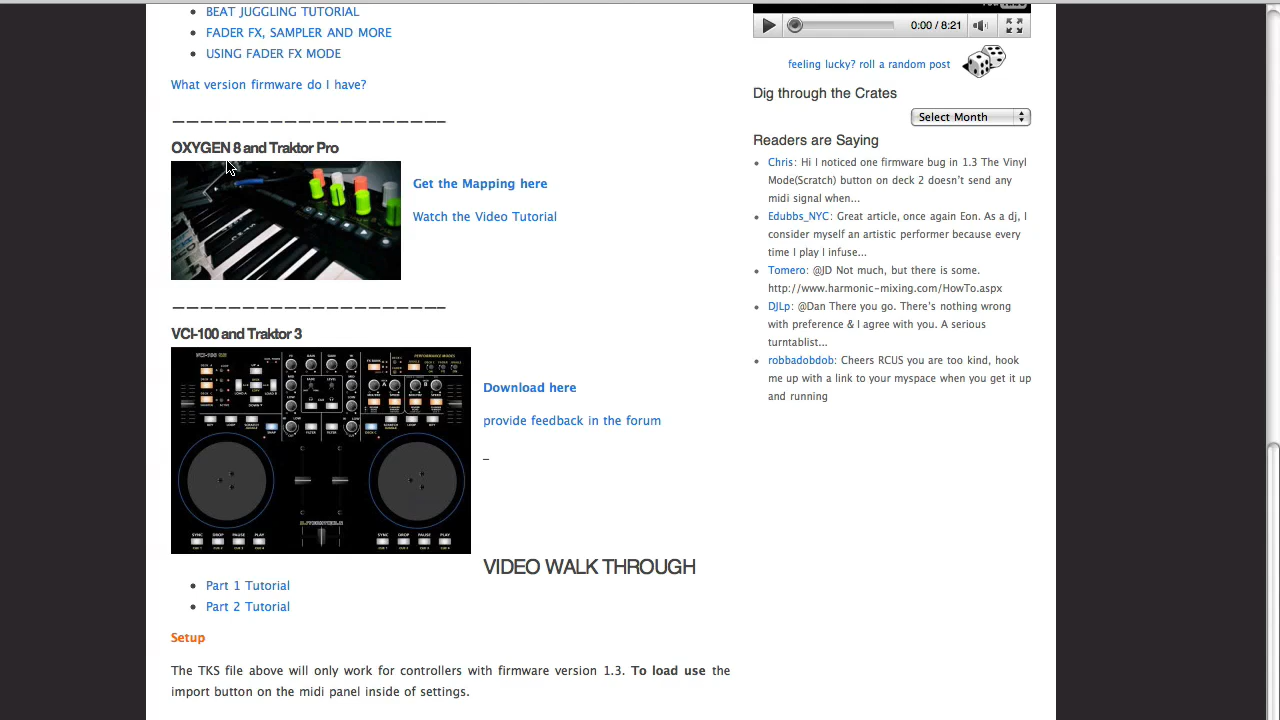 BEAT JUGGLING TUTORIAL
FADER FX, SAMPLER AND MORE
USING FADER FX MODE
What version firmware do I have?
____________________
OXYGEN 8 and Traktor Pro
Get the Mapping here
Watch the Video Tutorial
____________________
VCI-100 and Traktor 3
Download here
provide feedback in the forum
–
VIDEO WALK THROUGH
Part 1 Tutorial
Part 2 Tutorial
Setup
The TKS file above will only work for controllers with firmware version 1.3. To load use the
import button on the midi panel inside of settings.
0:00 / 8:21
feeling lucky? roll a random post
Dig through the Crates
Select Month
Readers are Saying
Chris: Hi I noticed one firmware bug in 1.3 The Vinyl
Mode(Scratch) button on deck 2 doesn't send any
midi signal when...
Edubbs_NYC: Great article, once again Eon. As a dj, I
consider myself an artistic performer because every
time I play I infuse...
Tomero: @JD Not much, but there is some.
http://www.harmonic-mixing.com/HowTo.aspx
DJLp: @Dan There you go. There's nothing wrong
with preference & I agree with you. A serious
turntablist...
robbadobdob: Cheers RCUS you are too kind, hook
me up with a link to your myspace when you get it up
and running